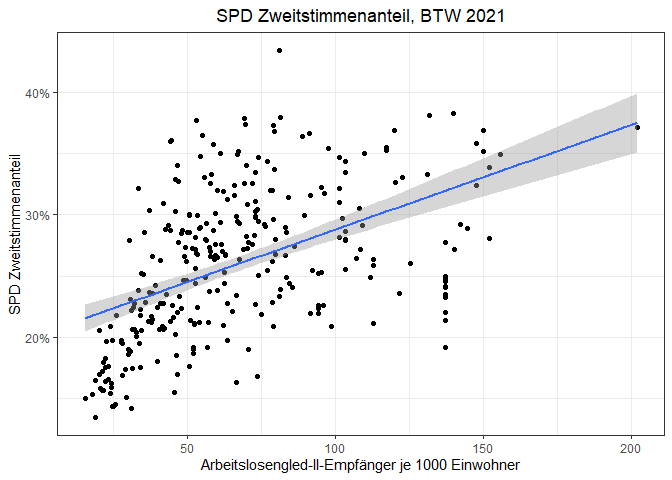 SPD Zweitstimmenanteil, BTW 2021
SPD Zweitstimmenanteil
40%
30%
20%
50
100
150
200
Arbeitslosengled-II-Empfänger je 1000 Einwohner